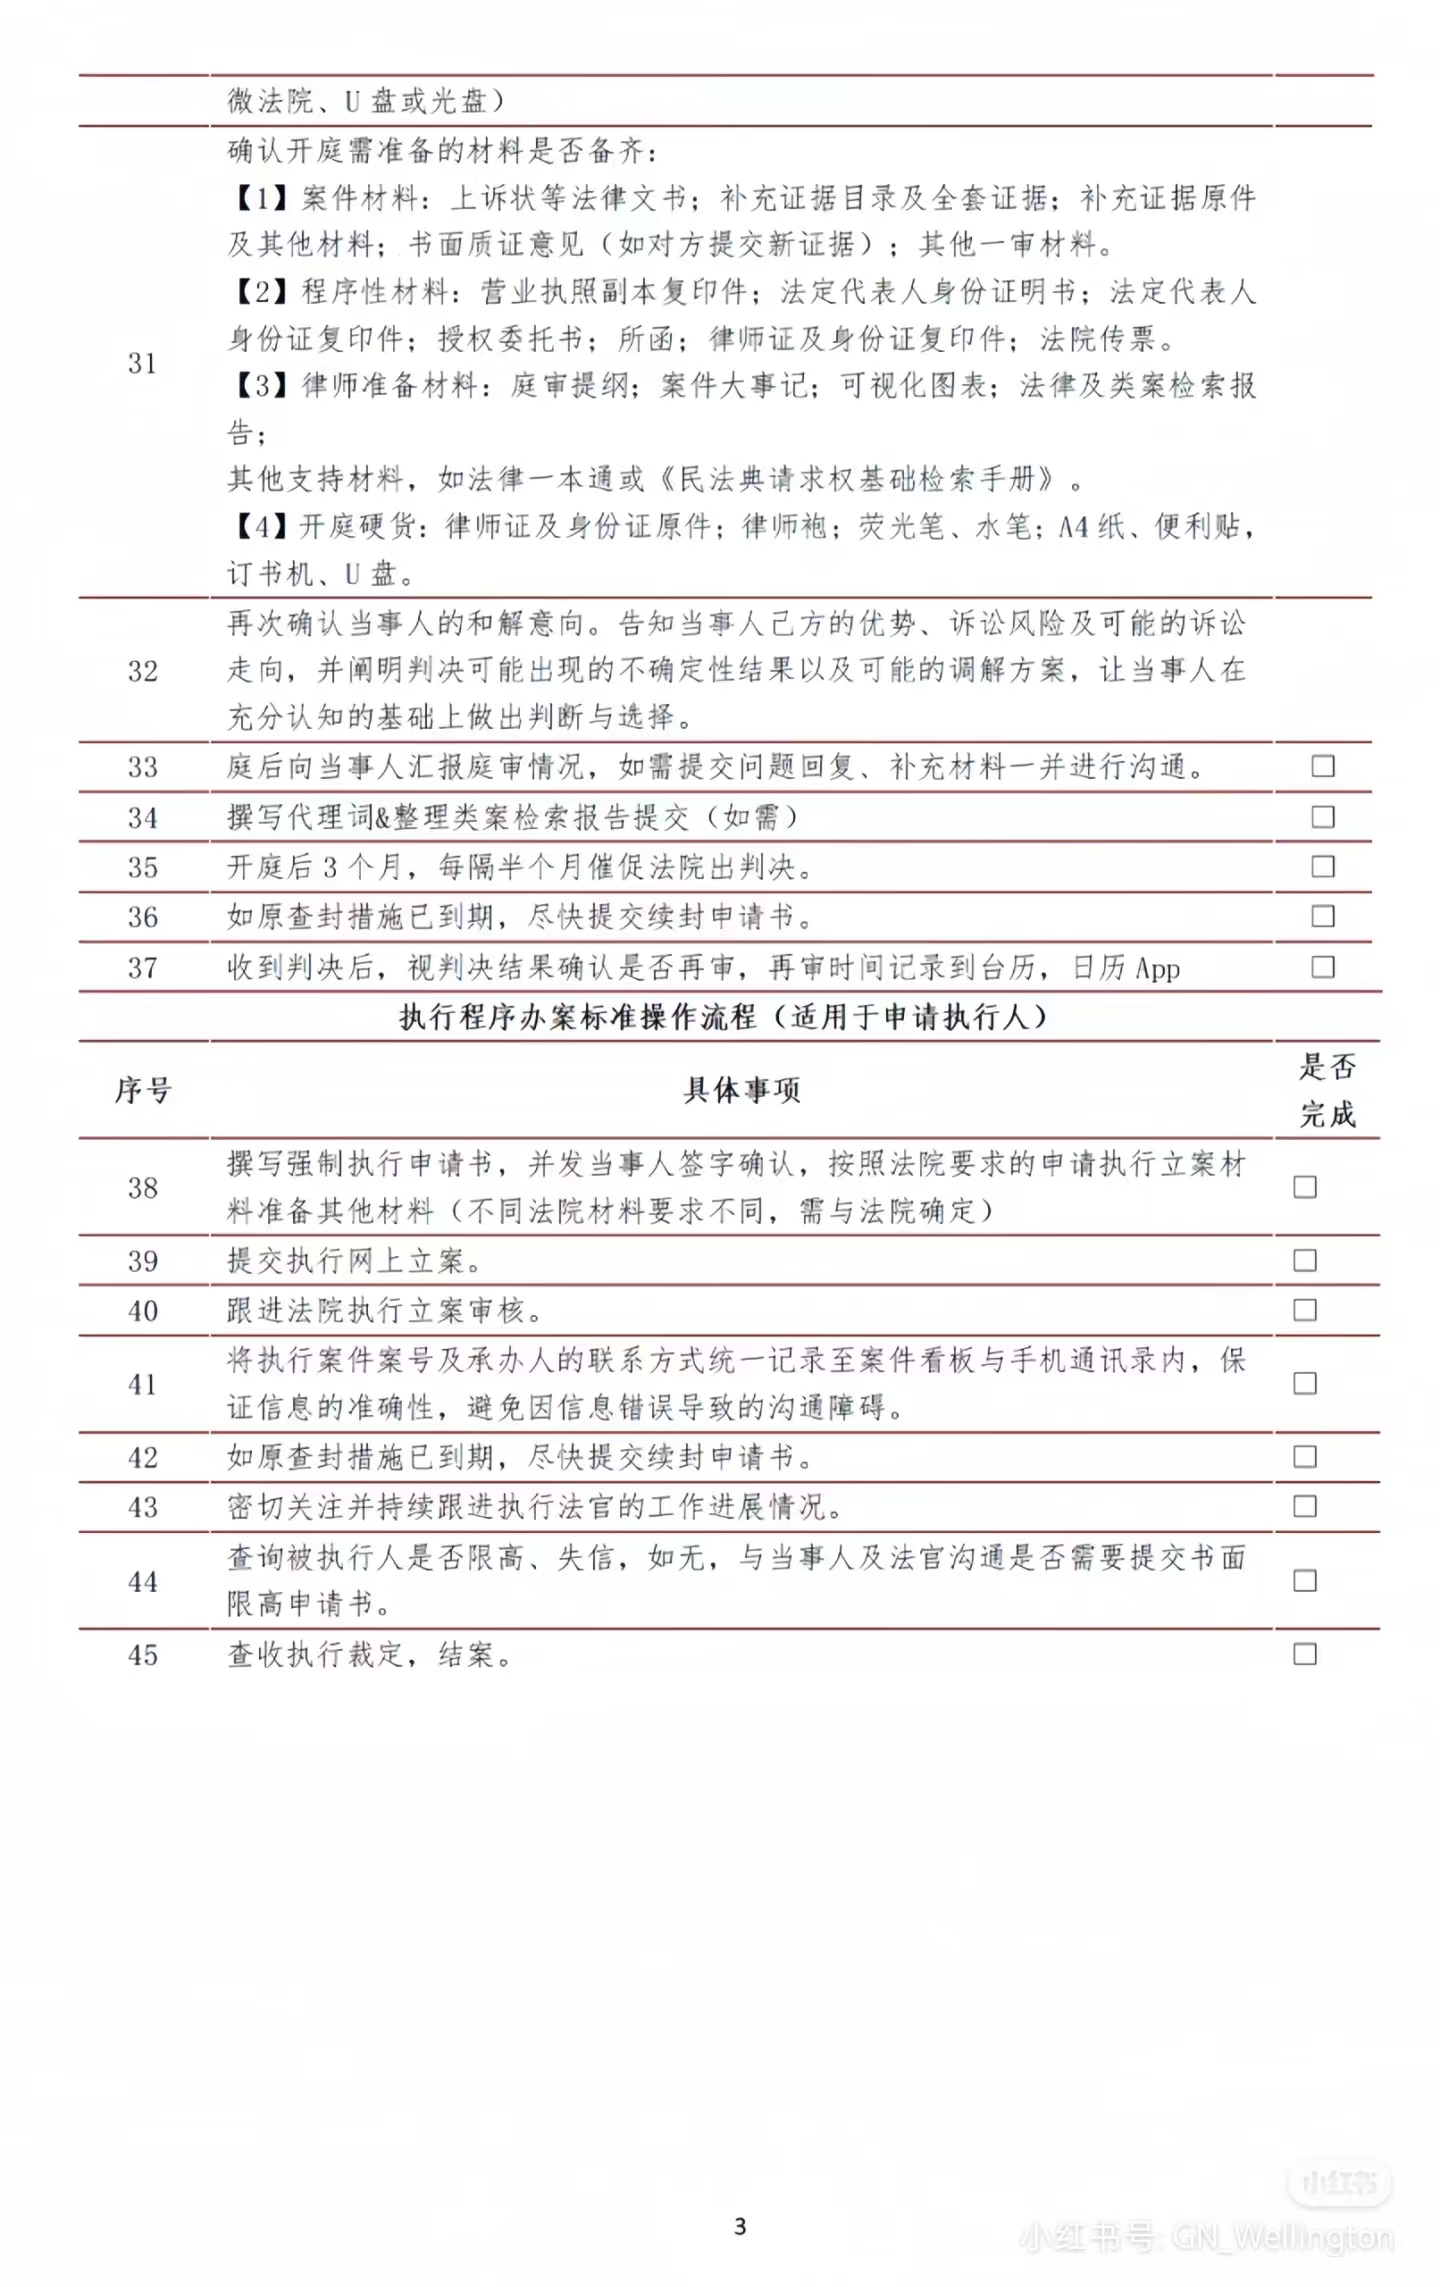 微法院、U 盘或光盘）
确认开庭需准备的材料是否备齐：
【1】案件材料：上诉状等法律文书；补充证据目录及全套证据；补充证据原件
及其他材料；书面质证意见（如对方提交新证据）；其他一审材料。
【2】程序性材料：营业执照副本复印件；法定代表人身份证明书；法定代表人
身份证复印件；授权委托书；所函；律师证及身份证复印件；法院传票。
31
【3】律师准备材料：庭审提纲；案件大事记；可视化图表；法律及类案检索报
告；
其他支持材料，如法律一本通或《民法典请求权基础检索手册》。
【4】开庭硬货：律师证及身份证原件；律师袍；荧光笔、水笔；A4 纸、便利贴，
订书机、U 盘。
再次确认当事人的和解意向。告知当事人己方的优势、诉讼风险及可能的诉讼
32 走向，并阐明判决可能出现的不确定性结果以及可能的调解方案，让当事人在
充分认知的基础上做出判断与选择。
33 庭后向当事人汇报庭审情况，如需提交问题回复、补充材料一并进行沟通。 □
34 撰写代理词&整理类案检索报告提交（如需） □
35 开庭后 3 个月，每隔半个月催促法院出判决。 □
36 如原查封措施已到期，尽快提交续封申请书。 □
37 收到判决后，视判决结果确认是否再审，再审时间记录到台历，日历 App □
执行程序办案标准操作流程（适用于申请执行人）
序号 具体事项 是否
完成
38 撰写强制执行申请书，并发当事人签字确认，按照法院要求的申请执行立案材 □
料准备其他材料（不同法院材料要求不同，需与法院确定）
39 提交执行网上立案。 □
40 跟进法院执行立案审核。 □
41 将执行案件案号及承办人的联系方式统一记录至案件看板与手机通讯录内，保 □
证信息的准确性，避免因信息错误导致的沟通障碍。
42 如原查封措施已到期，尽快提交续封申请书。 □
43 密切关注并持续跟进执行法官的工作进展情况。 □
44 查询被执行人是否限高、失信，如无，与当事人及法官沟通是否需要提交书面 □
限高申请书。
45 查收执行裁定，结案。 □
小红书
3
小红书号: GN_Wellington